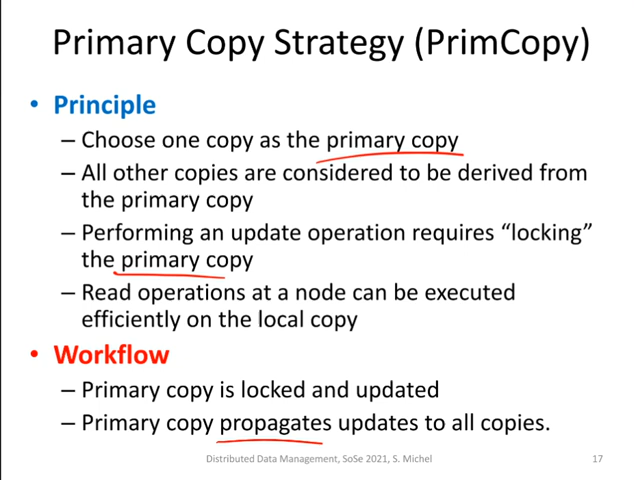 Primary Copy Strategy (PrimCopy)
• Principle
– Choose one copy as the primary copy
– All other copies are considered to be derived from
the primary copy
– Performing an update operation requires “locking”
the primary copy
– Read operations at a node can be executed
efficiently on the local copy
• Workflow
– Primary copy is locked and updated
– Primary copy propagates updates to all copies.
Distributed Data Management, SoSe 2021, S. Michel
17